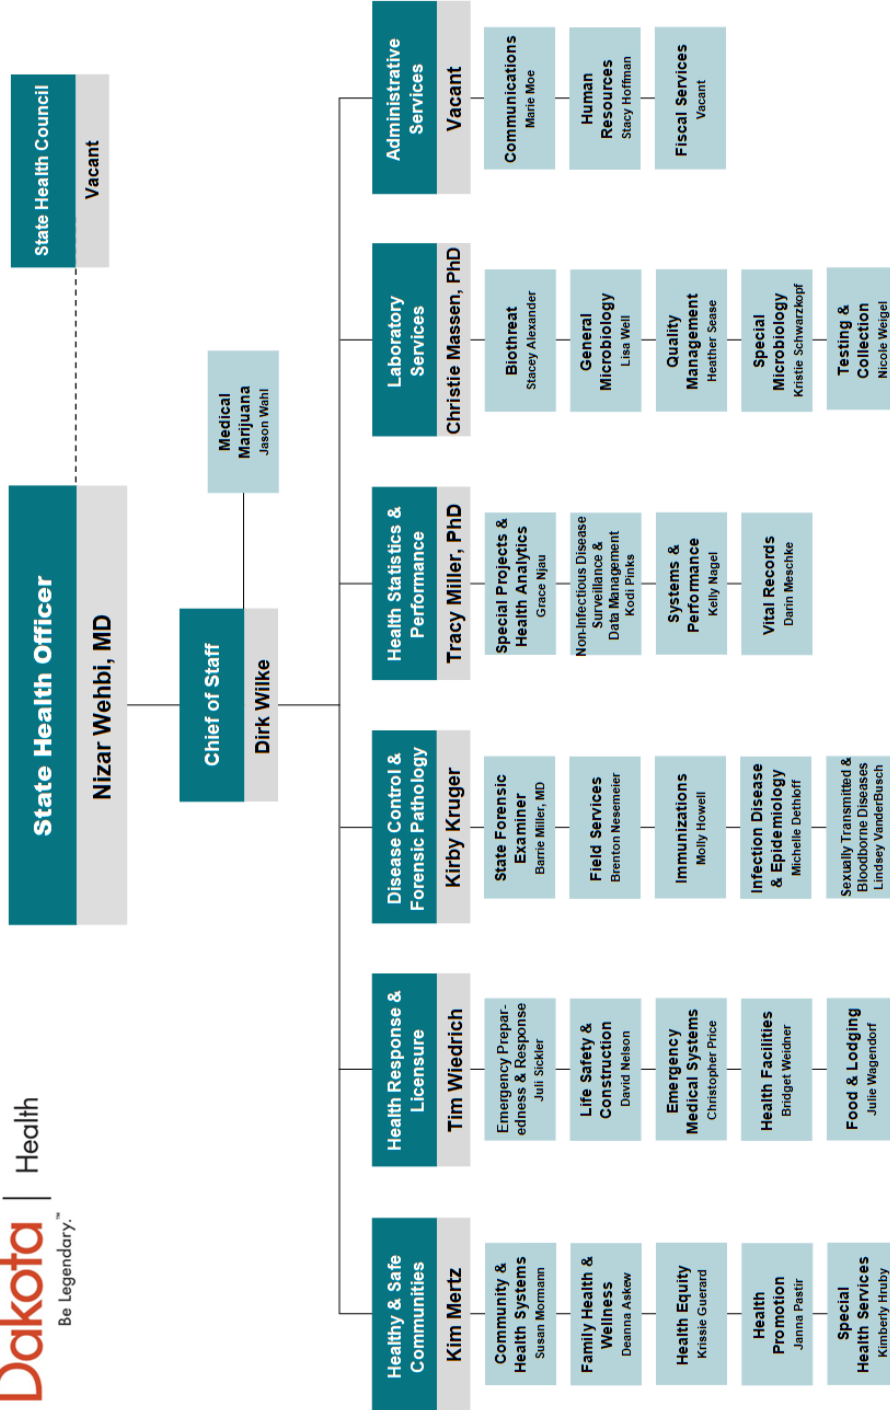 Dakota
Be Legendary.™
Health
State Health Officer
Nizar Wehbi, MD
State Health Council
Vacant
Chief of Staff
Dirk Wilke
Medical
Marijuana
Jason Wahl
Healthy & Safe
Communities
Kim Mertz
Community &
Health Systems
Susan Mormann
Family Health &
Wellness
Deanna Askew
Health Equity
Krissie Guerard
Health
Promotion
Janna Pastir
Special
Health Services
Kimberly Hruby
Health Response &
Licensure
Tim Wiedrich
Emergency Prepar-
edness & Response
Juli Sickler
Life Safety &
Construction
David Nelson
Emergency
Medical Systems
Christopher Price
Health Facilities
Bridget Weidner
Food & Lodging
Julie Wagendorf
Disease Control &
Forensic Pathology
Kirby Kruger
State Forensic
Examiner
Barrie Miller, MD
Field Services
Brenton Nesemeier
Immunizations
Molly Howell
Infection Disease
& Epidemiology
Michelle Dethloff
Sexually Transmitted &
Bloodborne Diseases
Lindsey VanderBusch
Health Statistics &
Performance
Tracy Miller, PhD
Special Projects &
Health Analytics
Grace Njau
Non-Infectious Disease
Surveillance &
Data Management
Kodi Pinks
Systems &
Performance
Kelly Nagel
Vital Records
Darin Meschke
Laboratory
Services
Christie Massen, PhD
Biothreat
Stacey Alexander
General
Microbiology
Lisa Well
Quality
Management
Heather Sease
Special
Microbiology
Kristie Schwarzkopf
Testing &
Collection
Nicole Weigel
Administrative
Services
Vacant
Communications
Marie Moe
Human
Resources
Stacy Hoffman
Fiscal Services
Vacant